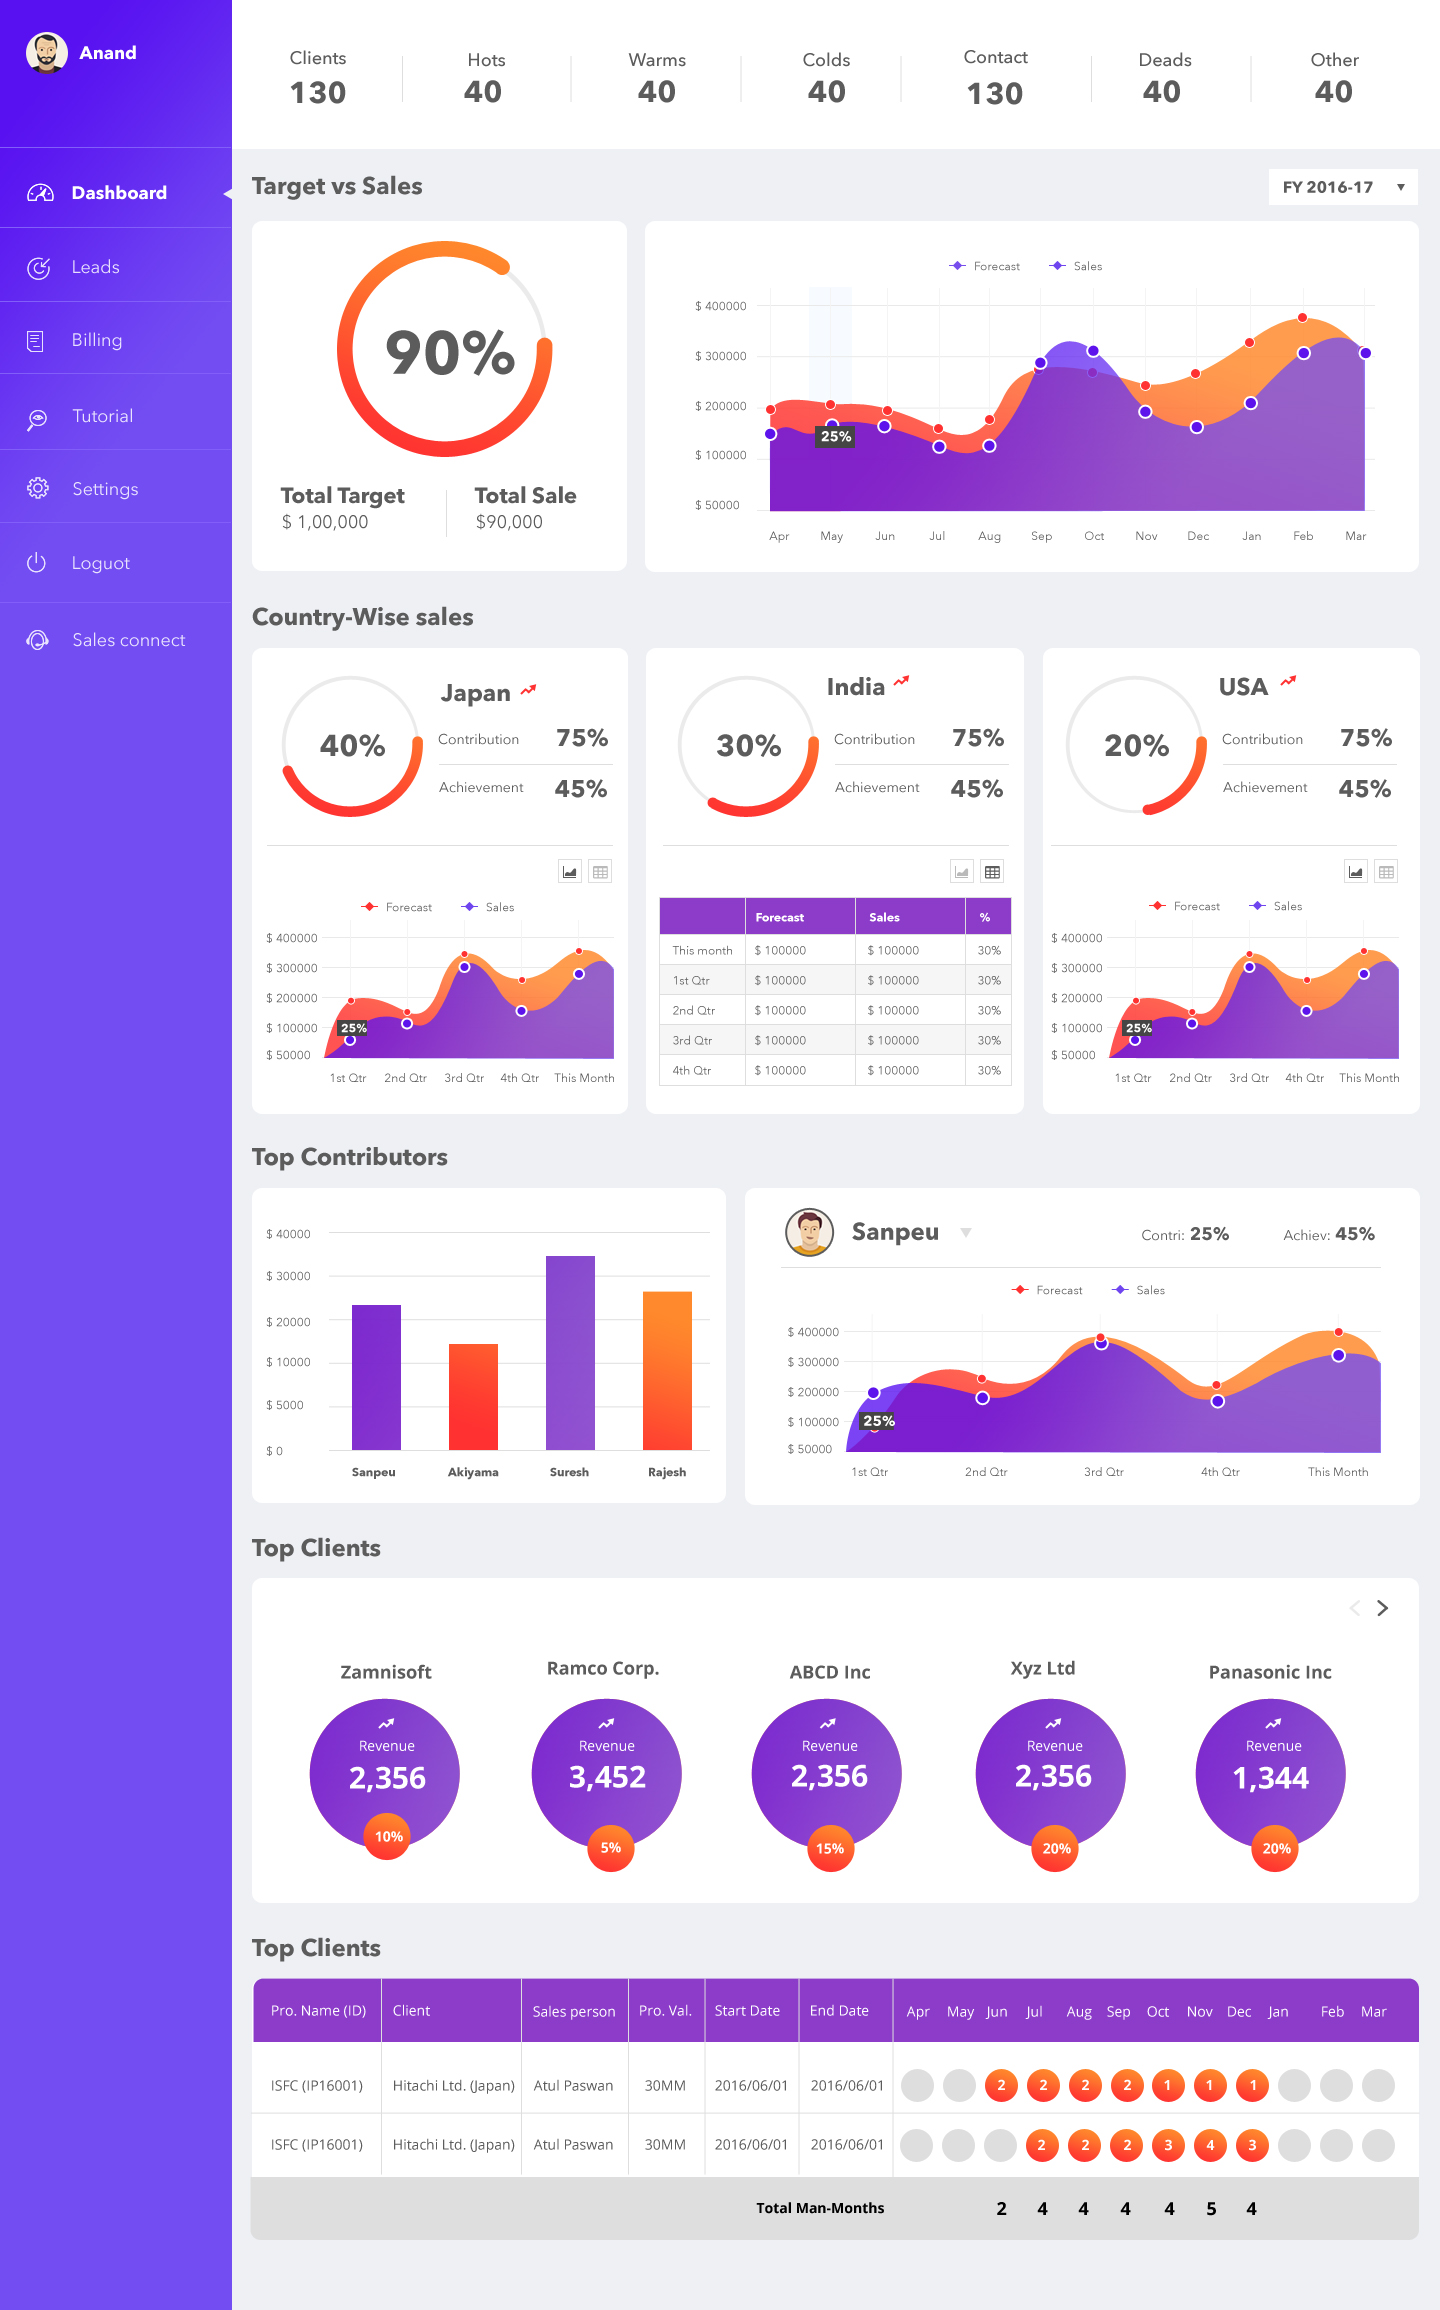 Anand
Dashboard
Leads
Billing
Tutorial
Settings
Loguot
Sales connect
Clients Hots Warms Colds Contact Deads Other
130 40 40 40 130 40 40
Target vs Sales
FY 2016-17
90%
Total Target Total Sale
$ 1,00,000 $90,000
Forecast Sales
$ 400000
$ 300000
$ 200000
$ 100000
$ 50000
25%
Apr May Jun Jul Aug Sep Oct Nov Dec Jan Feb Mar
Country-Wise sales
40%
Japan
Contribution 75%
Achievement 45%
Forecast Sales
$ 400000
$ 300000
$ 200000
$ 100000
$ 50000
25%
1st Qtr 2nd Qtr 3rd Qtr 4th Qtr This Month
30%
India
Contribution 75%
Achievement 45%
Forecast Sales %
This month $ 100000 $ 100000 30%
1st Qtr $ 100000 $ 100000 30%
2nd Qtr $ 100000 $ 100000 30%
3rd Qtr $ 100000 $ 100000 30%
4th Qtr $ 100000 $ 100000 30%
20%
USA
Contribution 75%
Achievement 45%
Forecast Sales
$ 400000
$ 300000
$ 200000
$ 100000
$ 50000
25%
1st Qtr 2nd Qtr 3rd Qtr 4th Qtr This Month
Top Contributors
$ 40000
$ 30000
$ 20000
$ 10000
$ 5000
$ 0
Sanpeu Akiyama Suresh Rajesh
Sanpeu Contri: 25% Achiev: 45%
Forecast Sales
$ 400000
$ 300000
$ 200000
$ 100000
$ 50000
25%
1st Qtr 2nd Qtr 3rd Qtr 4th Qtr This Month
Top Clients
Zamnisoft Ramco Corp. ABCD Inc Xyz Ltd Panasonic Inc
Revenue Revenue Revenue Revenue Revenue
2,356 3,452 2,356 2,356 1,344
10% 5% 15% 20% 20%
Top Clients
Pro. Name (ID) Client Sales person Pro. Val. Start Date End Date Apr May Jun Jul Aug Sep Oct Nov Dec Jan Feb Mar
ISFC (IP16001) Hitachi Ltd. (Japan) Atul Paswan 30MM 2016/06/01 2016/06/01 2 2 2 2 1 1 1
ISFC (IP16001) Hitachi Ltd. (Japan) Atul Paswan 30MM 2016/06/01 2016/06/01 2 2 2 3 4 3
Total Man-Months 2 4 4 4 4 5 4